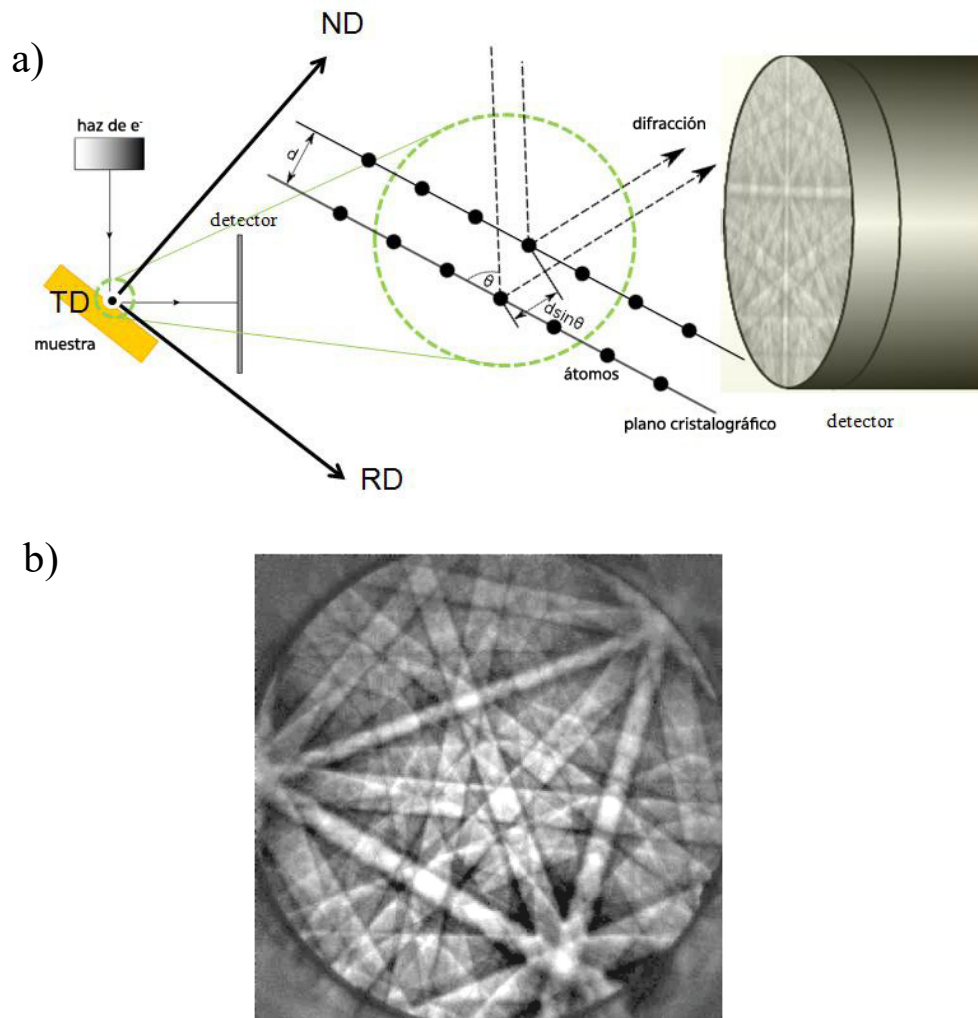 a)
ND
haz de e-
d
difracción
detector
θ
TD
dsinθ
muestra
átomos
plano cristalográfico
detector
RD
b)